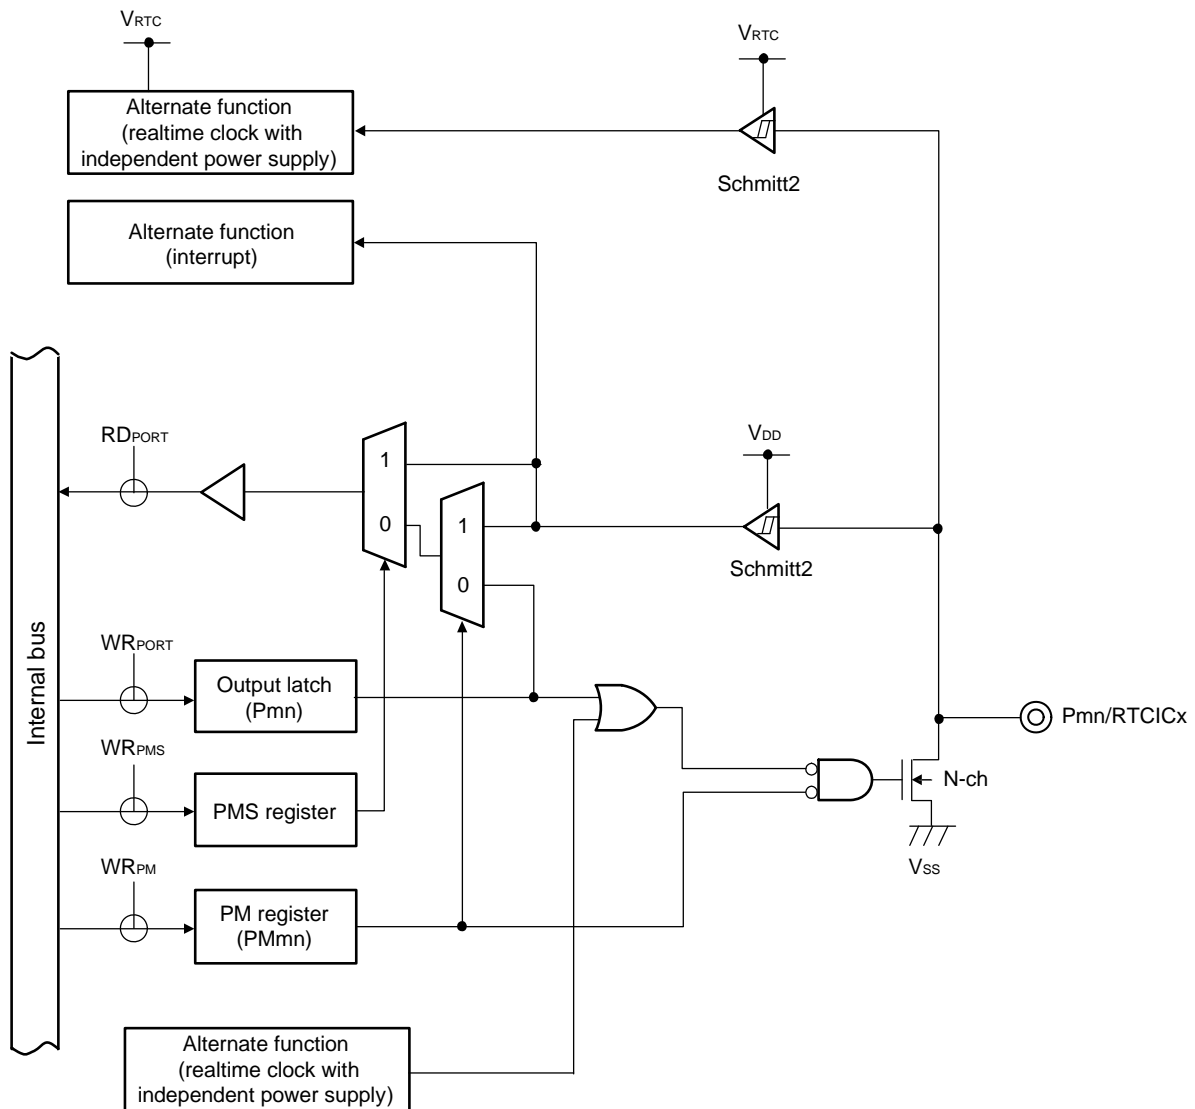 VRTC
VRTC
Alternate function
(realtime clock with
independent power supply)
Schmitt2
Alternate function
(interrupt)
RDPORT
1
0
VDD
1
0
Schmitt2
Internal bus
WRPORT
Output latch
(Pmn)
Pmn/RTCICx
WRPMS
PMS register
N-ch
VSS
WRPM
PM register
(PMmn)
Alternate function
(realtime clock with
independent power supply)